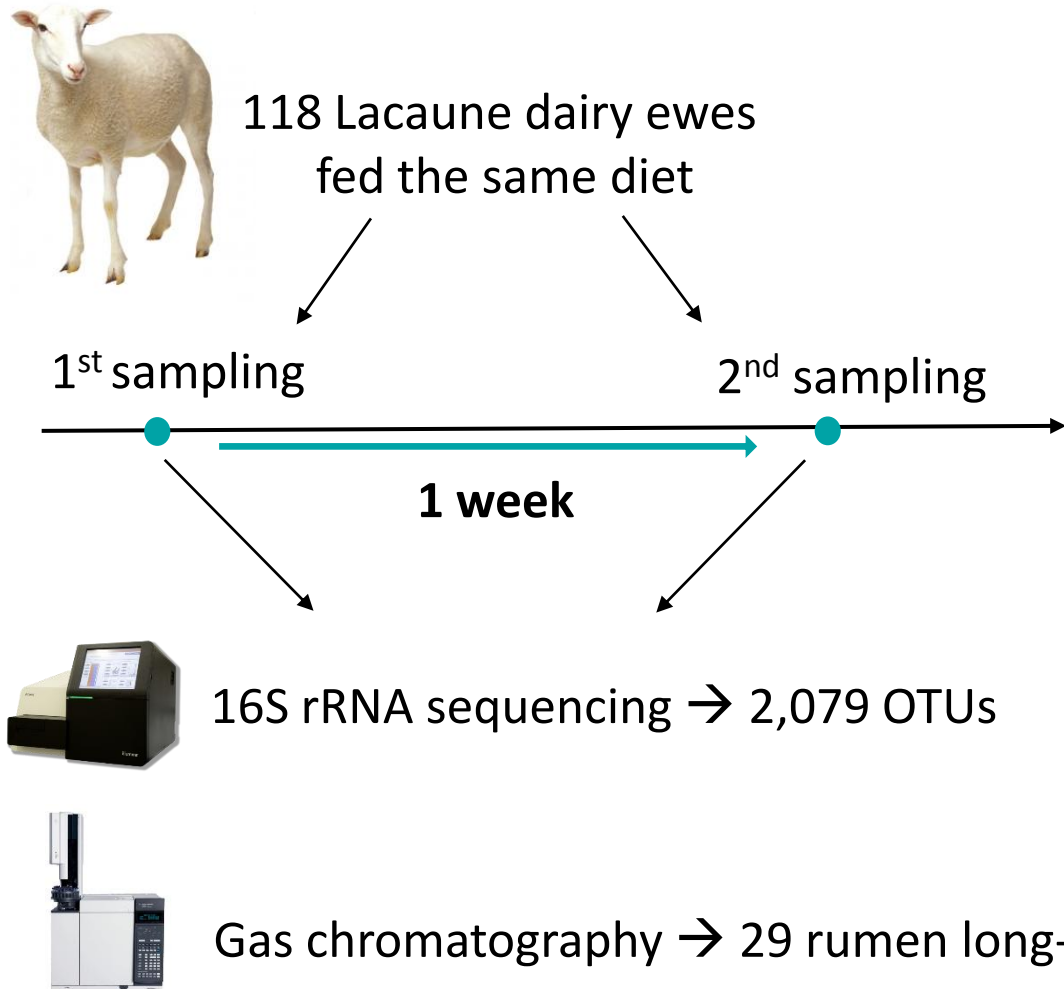 118 Lacaune dairy ewes
fed the same diet
1st sampling
2nd sampling
1 week
16S rRNA sequencing → 2,079 OTUs
Gas chromatography → 29 rumen long-